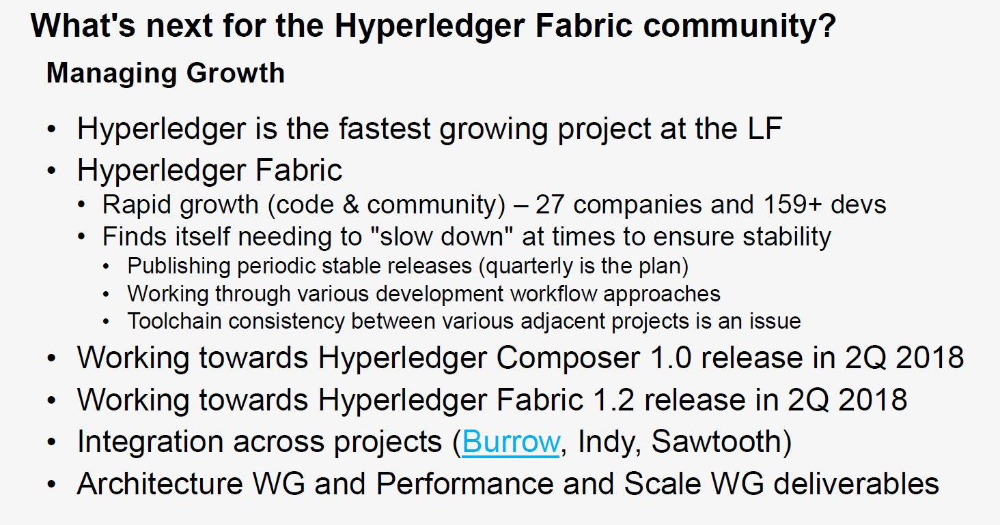 What's next for the Hyperledger Fabric community?
Managing Growth
• Hyperledger is the fastest growing project at the LF
• Hyperledger Fabric
• Rapid growth (code & community) – 27 companies and 159+ devs
• Finds itself needing to "slow down" at times to ensure stability
• Publishing periodic stable releases (quarterly is the plan)
• Working through various development workflow approaches
• Toolchain consistency between various adjacent projects is an issue
• Working towards Hyperledger Composer 1.0 release in 2Q 2018
• Working towards Hyperledger Fabric 1.2 release in 2Q 2018
• Integration across projects (Burrow, Indy, Sawtooth)
• Architecture WG and Performance and Scale WG deliverables